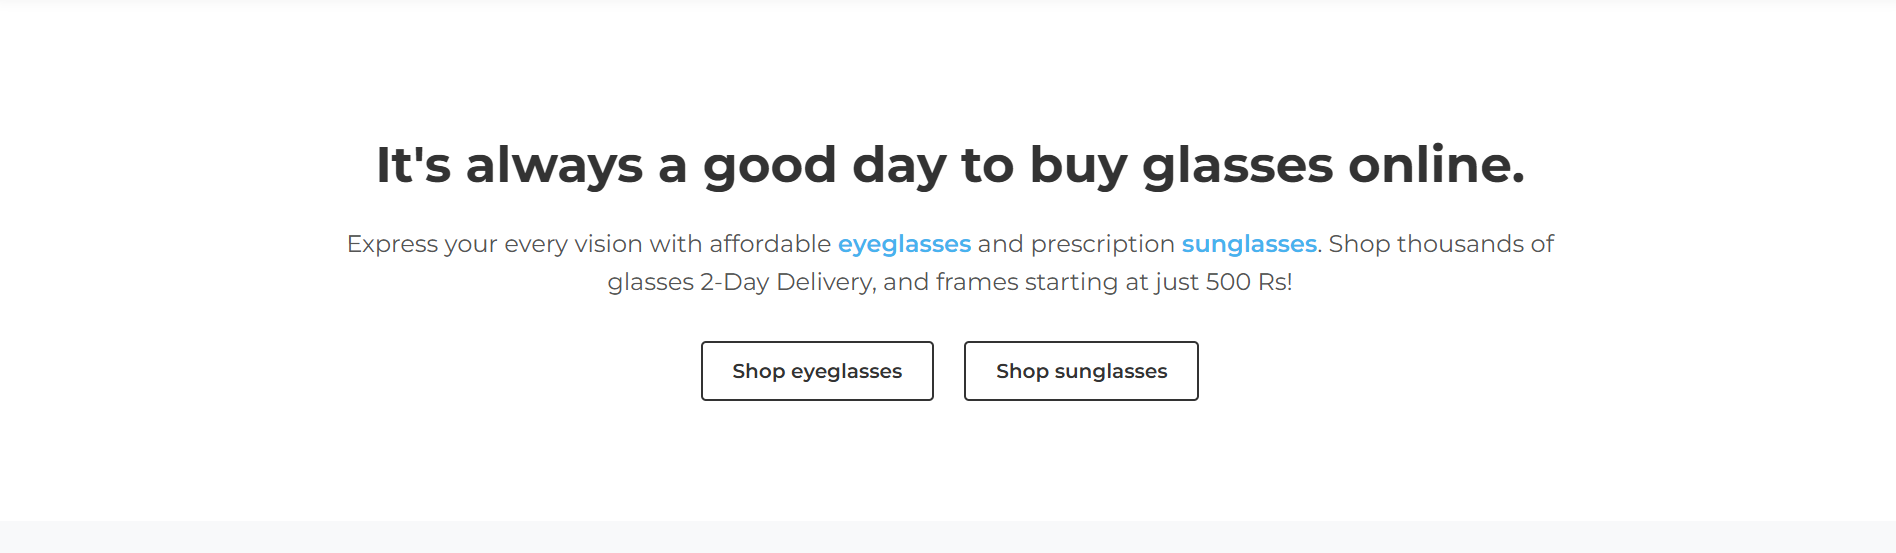 It's always a good day to buy glasses online.
Express your every vision with affordable eyeglasses and prescription sunglasses. Shop thousands of
glasses 2-Day Delivery, and frames starting at just 500 Rs!
Shop eyeglasses
Shop sunglasses